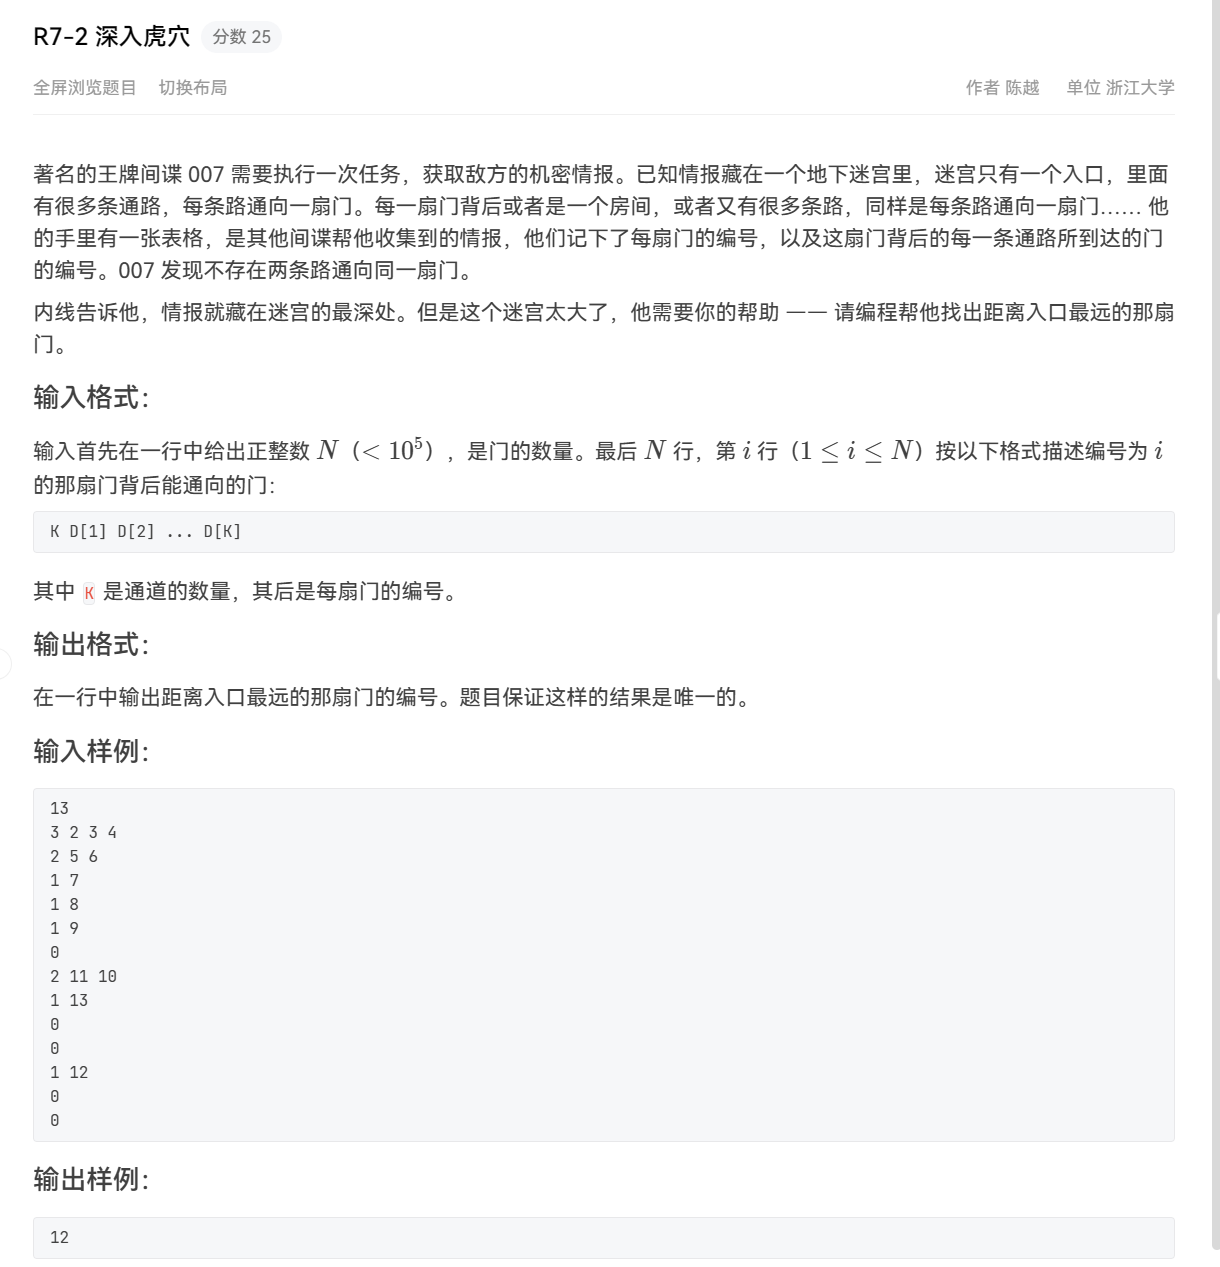 R7-2 深入虎穴 分数 25
全屏浏览题目 切换布局 作者 陈越 单位 浙江大学
著名的王牌间谍 007 需要执行一次任务，获取敌方的机密情报。已知情报藏在一个地下迷宫里，迷宫只有一个入口，里面
有很多条通路，每条路通向一扇门。每一扇门背后或者是一个房间，或者又有很多条路，同样是每条路通向一扇门…… 他
的手里有一张表格，是其他间谍帮他收集到的情报，他们记下了每扇门的编号，以及这扇门背后的每一条通路所到达的门
的编号。007 发现不存在两条路通向同一扇门。
内线告诉他，情报就藏在迷宫的最深处。但是这个迷宫太大了，他需要你的帮助 —— 请编程帮他找出距离入口最远的那扇
门。
输入格式：
输入首先在一行中给出正整数 N（< 10⁵），是门的数量。最后 N 行，第 i 行（1 ≤ i ≤ N）按以下格式描述编号为 i
的那扇门背后能通向的门：
K D[1] D[2] ... D[K]
其中 K 是通道的数量，其后是每扇门的编号。
输出格式：
在一行中输出距离入口最远的那扇门的编号。题目保证这样的结果是唯一的。
输入样例：
13
3 2 3 4
2 5 6
1 7
1 8
1 9
0
2 11 10
1 13
0
0
1 12
0
0
输出样例：
12